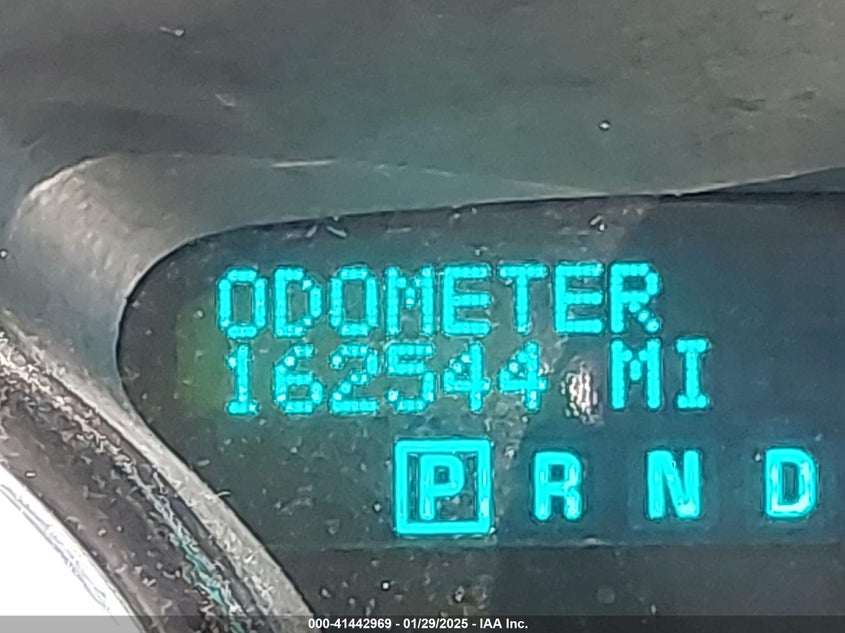 ODOMETER
162544 MI
P R N D
000-41442969 - 01/29/2025 - IAA Inc.